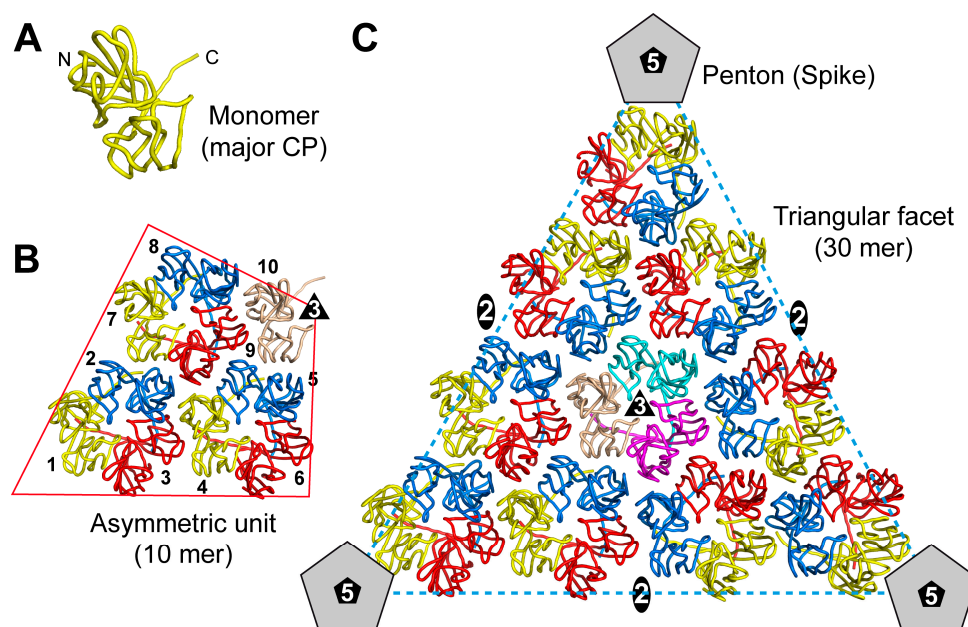 A
N
C
Monomer
(major CP)
B
8
10
3
7
2
9
5
1
3
4
6
Asymmetric unit
(10 mer)
C
5
Penton (Spike)
Triangular facet
(30 mer)
2
2
3
5
2
5